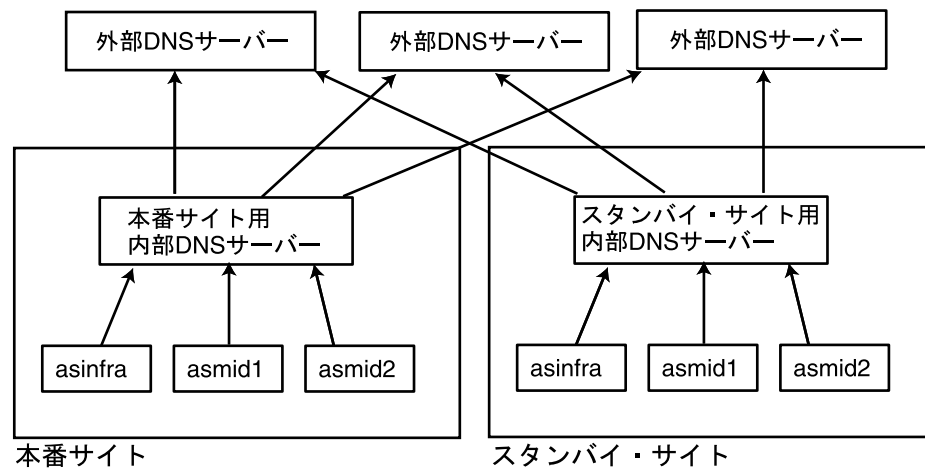 外部DNSサーバー
外部DNSサーバー
外部DNSサーバー
本番サイト用
内部DNSサーバー
スタンバイ・サイト用
内部DNSサーバー
asinfra
asmid1
asmid2
asinfra
asmid1
asmid2
本番サイト
スタンバイ・サイト